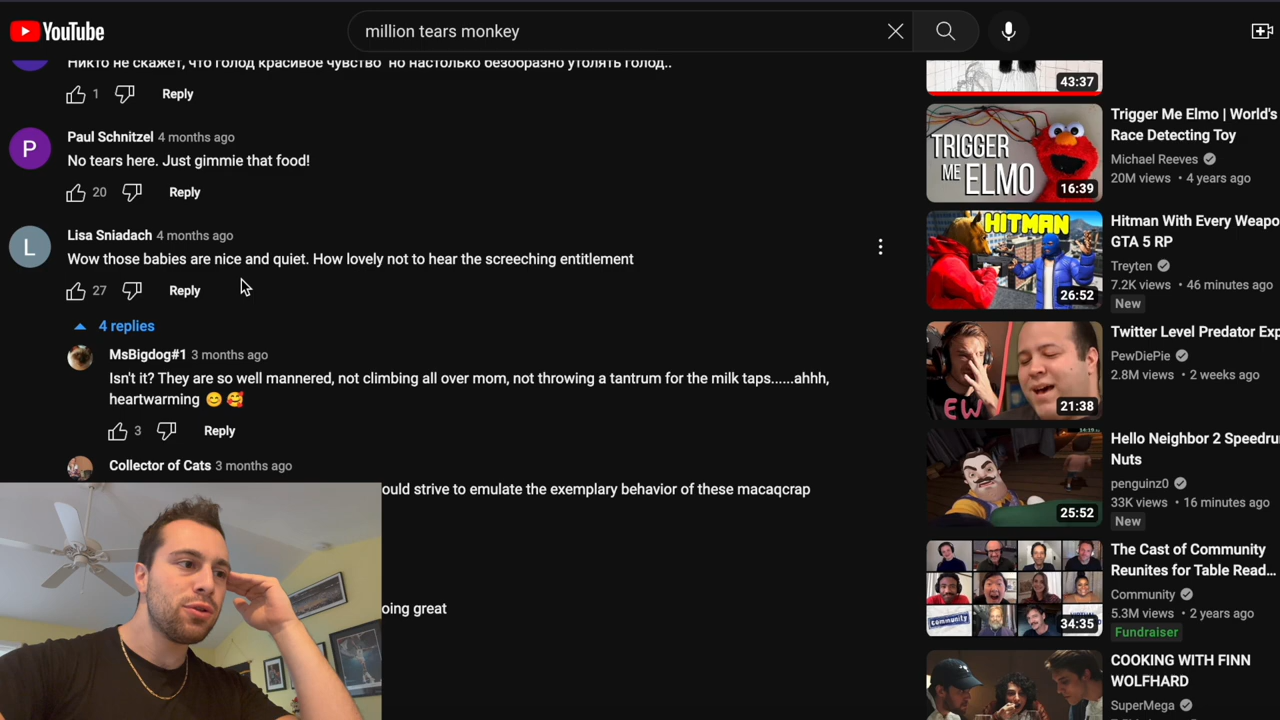 YouTube
million tears monkey
Никто не скажет, что голод красивое чувство но настолько безобразно утолять голод..
1 Reply
Paul Schnitzel 4 months ago
No tears here. Just gimmie that food!
20 Reply
L
Lisa Sniadach 4 months ago
Wow those babies are nice and quiet. How lovely not to hear the screeching entitlement
27 Reply
4 replies
MsBigdog#1 3 months ago
Isn't it? They are so well mannered, not climbing all over mom, not throwing a tantrum for the milk taps......ahhh,
heartwarming 😊 🥰
3 Reply
Collector of Cats 3 months ago
ould strive to emulate the exemplary behavior of these macaqcrap
oing great
P
43:37
TRIGGER
ME ELMO
16:39
Trigger Me Elmo | World's
Race Detecting Toy
Michael Reeves
20M views • 4 years ago
HITMAN
26:52
Hitman With Every Weapo
GTA 5 RP
Treyten
7.2K views • 46 minutes ago
New
EW
21:38
Twitter Level Predator Exp
PewDiePie
2.8M views • 2 weeks ago
25:52
Hello Neighbor 2 Speedru
Nuts
penguinz0
33K views • 16 minutes ago
New
community
34:35
The Cast of Community
Reunites for Table Read...
Community
5.3M views • 2 years ago
Fundraiser
COOKING WITH FINN
WOLFHARD
SuperMega